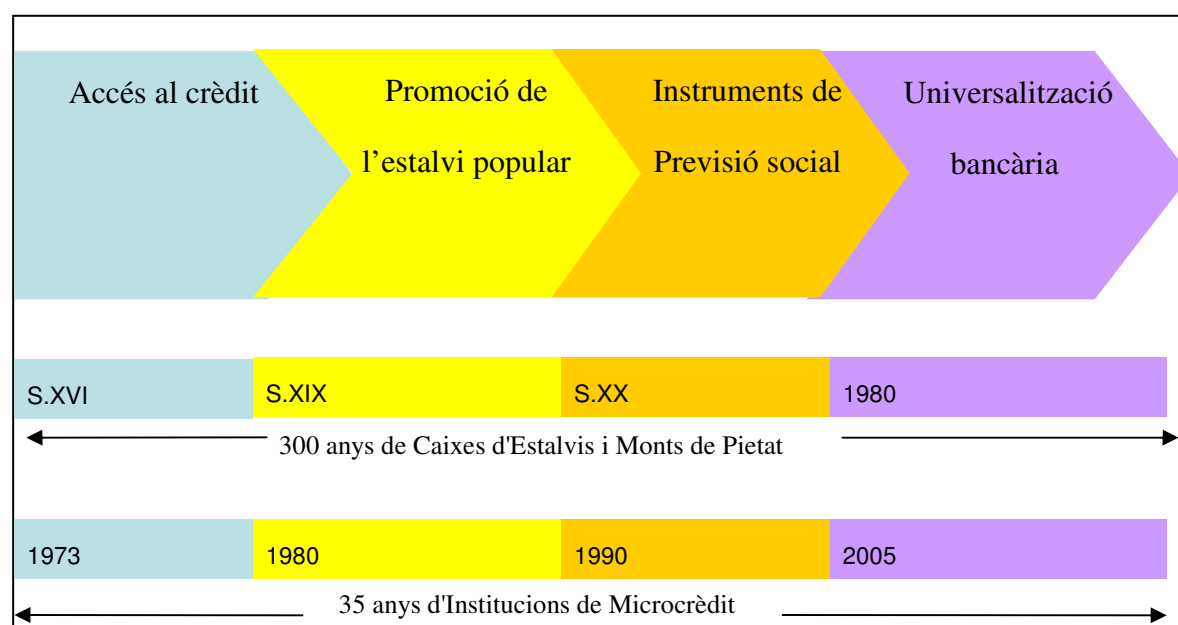 Accés al crèdit
Promoció de
l’estalvi popular
Instruments de
Previsió social
Universalització
bancària
S.XVI
S.XIX
S.XX
1980
300 anys de Caixes d'Estalvis i Monts de Pietat
1973
1980
1990
2005
35 anys d'Institucions de Microcrèdit